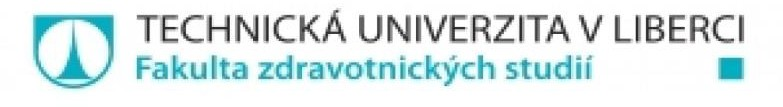 TECHNICKÁ UNIVERZITA V LIBERCI
Fakulta zdravotnických studií